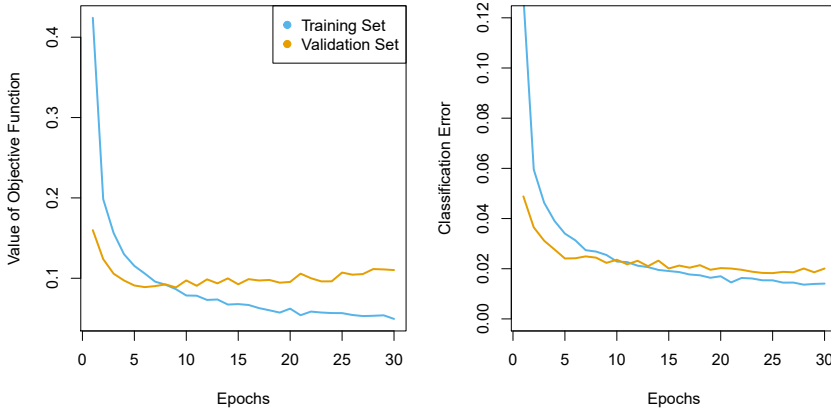 Training Set
Validation Set
Value of Objective Function
0.1
0.2
0.3
0.4
0 5 10 15 20 25 30
Epochs
Classification Error
0.00
0.02
0.04
0.06
0.08
0.10
0.12
0 5 10 15 20 25 30
Epochs